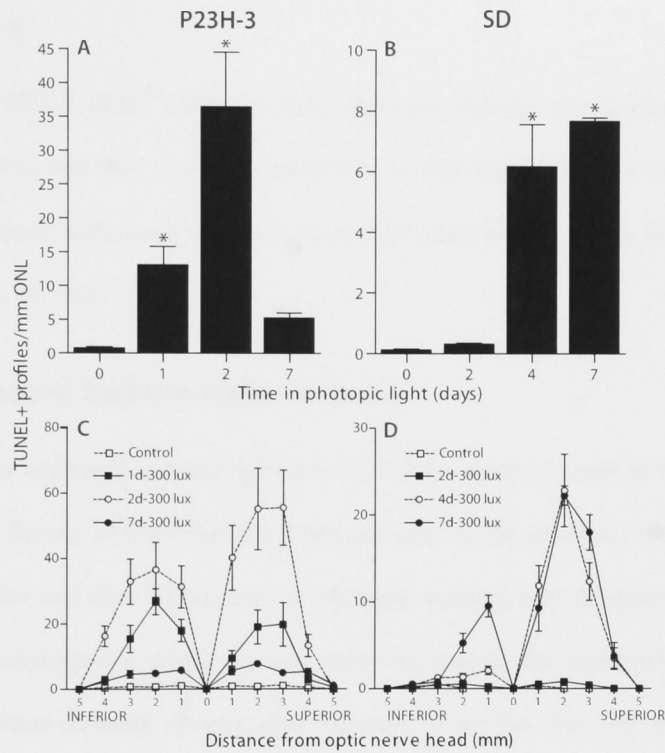 P23H-3 SD
A
B
TUNEL+ profiles/mm ONL
45
40
35
30
25
20
15
10
5
0
* * *
0 1 2 7
10
8
6
4
2
0
* *
0 2 4 7
Time in photopic light (days)
C
80
60
40
20
0
Control
1d-300 lux
2d-300 lux
7d-300 lux
5 4 3 2 1 0 1 2 3 4 5
INFERIOR SUPERIOR
D
30
20
10
0
Control
2d-300 lux
4d-300 lux
7d-300 lux
5 4 3 2 1 0 1 2 3 4 5
INFERIOR SUPERIOR
Distance from optic nerve head (mm)